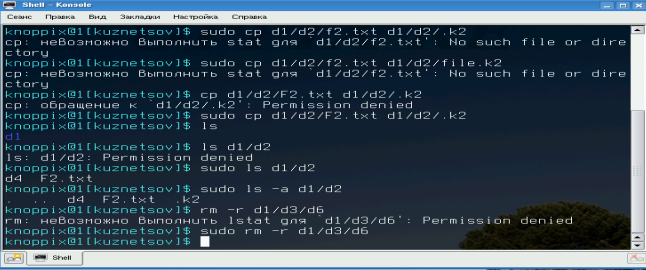 Shell - Konsole
Сеанс Правка Вид Закладки Настройка Справка
knoppix@1[kuznetsov]$ sudo cp d1/d2/f2.txt d1/d2/.k2
cp: невозможно выполнить stat для `d1/d2/f2.txt': No such file or dire
ctory
knoppix@1[kuznetsov]$ sudo cp d1/d2/f2.txt d1/d2/file.k2
cp: невозможно выполнить stat для `d1/d2/f2.txt': No such file or dire
ctory
knoppix@1[kuznetsov]$ cp d1/d2/F2.txt d1/d2/.k2
cp: обращение к `d1/d2/.k2': Permission denied
knoppix@1[kuznetsov]$ sudo cp d1/d2/F2.txt d1/d2/.k2
knoppix@1[kuznetsov]$ ls
d1
knoppix@1[kuznetsov]$ ls d1/d2
ls: d1/d2: Permission denied
knoppix@1[kuznetsov]$ sudo ls d1/d2
d4 F2.txt
knoppix@1[kuznetsov]$ sudo ls -a d1/d2
. .. d4 F2.txt .k2
knoppix@1[kuznetsov]$ rm -r d1/d3/d6
rm: невозможно выполнить lstat для `d1/d3/d6': Permission denied
knoppix@1[kuznetsov]$ sudo rm -r d1/d3/d6
knoppix@1[kuznetsov]$
Shell